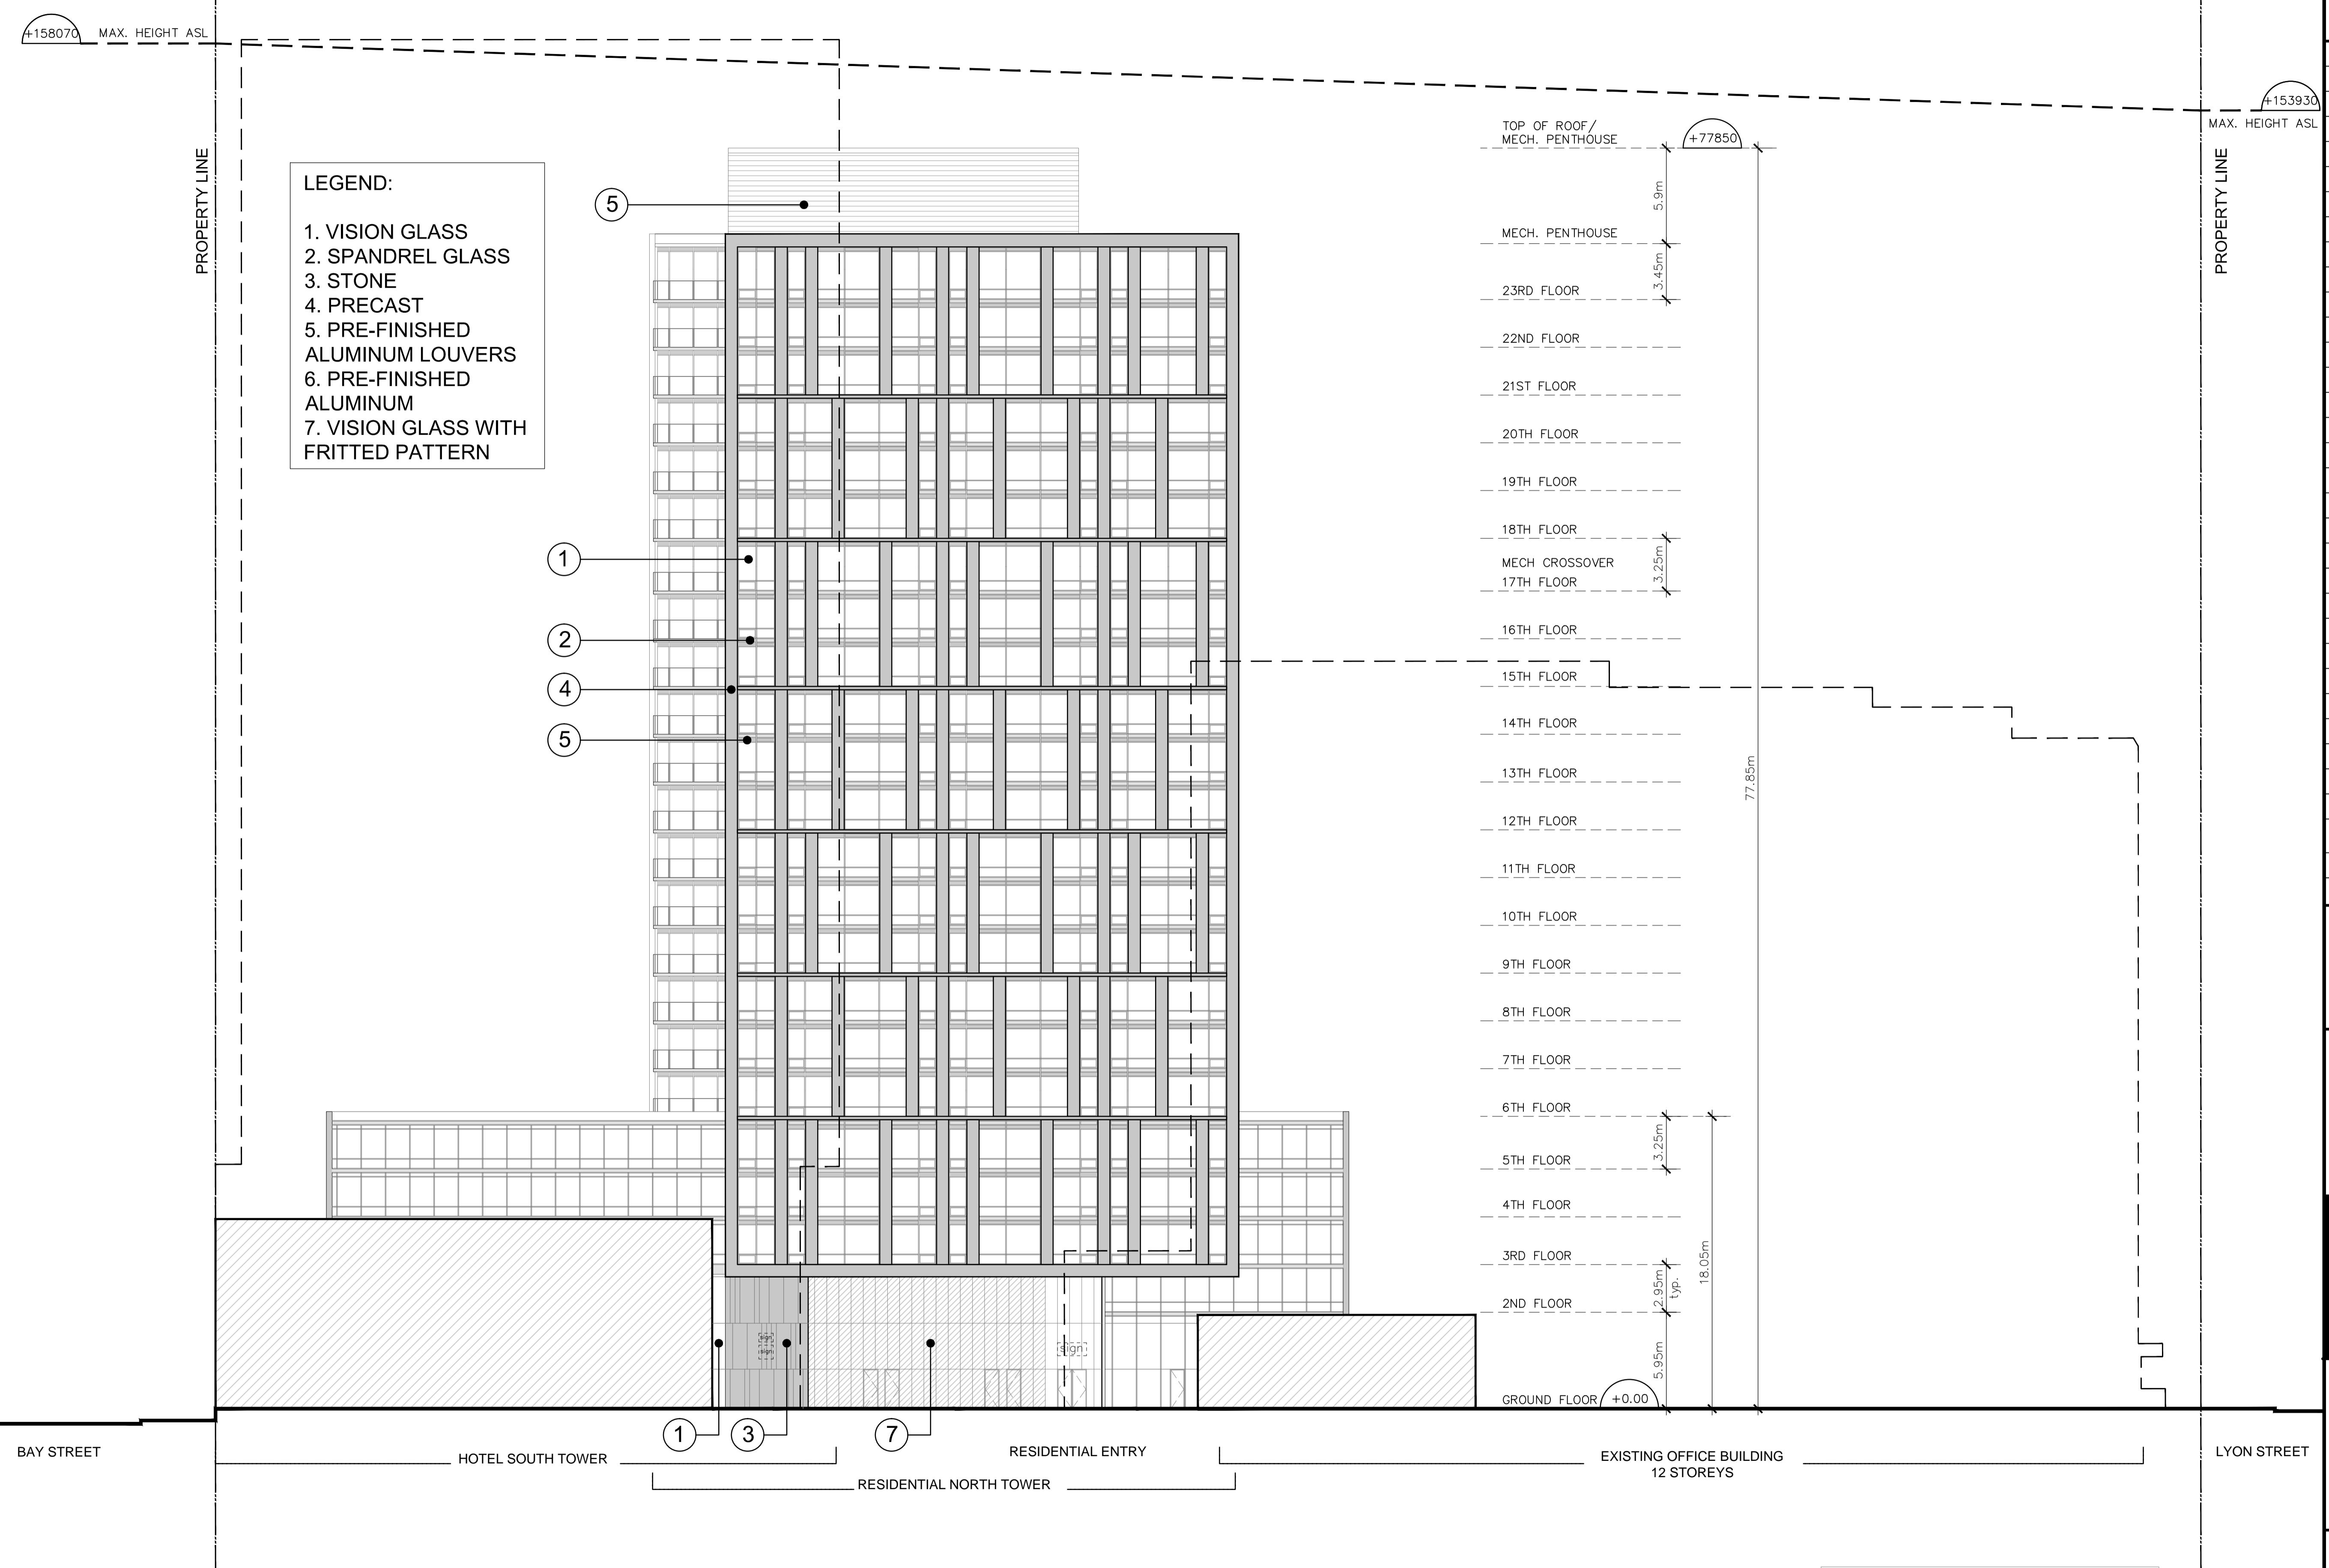 +158070
MAX. HEIGHT ASL
+153930
MAX. HEIGHT ASL
PROPERTY LINE
PROPERTY LINE
LEGEND:
1. VISION GLASS
2. SPANDREL GLASS
3. STONE
4. PRECAST
5. PRE-FINISHED
ALUMINUM LOUVERS
6. PRE-FINISHED
ALUMINUM
7. VISION GLASS WITH
FRITTED PATTERN
5
1
2
4
5
TOP OF ROOF/
MECH. PENTHOUSE
+77850
5.9m
MECH. PENTHOUSE
3.45m
23RD FLOOR
22ND FLOOR
21ST FLOOR
20TH FLOOR
19TH FLOOR
18TH FLOOR
MECH CROSSOVER
3.25m
17TH FLOOR
16TH FLOOR
15TH FLOOR
14TH FLOOR
13TH FLOOR
77.85m
12TH FLOOR
11TH FLOOR
10TH FLOOR
9TH FLOOR
8TH FLOOR
7TH FLOOR
6TH FLOOR
3.25m
5TH FLOOR
4TH FLOOR
18.05m
3RD FLOOR
2.95m
typ.
2ND FLOOR
5.95m
GROUND FLOOR
+0.00
sign
sign
sign
1
3
7
BAY STREET
HOTEL SOUTH TOWER
RESIDENTIAL ENTRY
RESIDENTIAL NORTH TOWER
EXISTING OFFICE BUILDING
12 STOREYS
LYON STREET